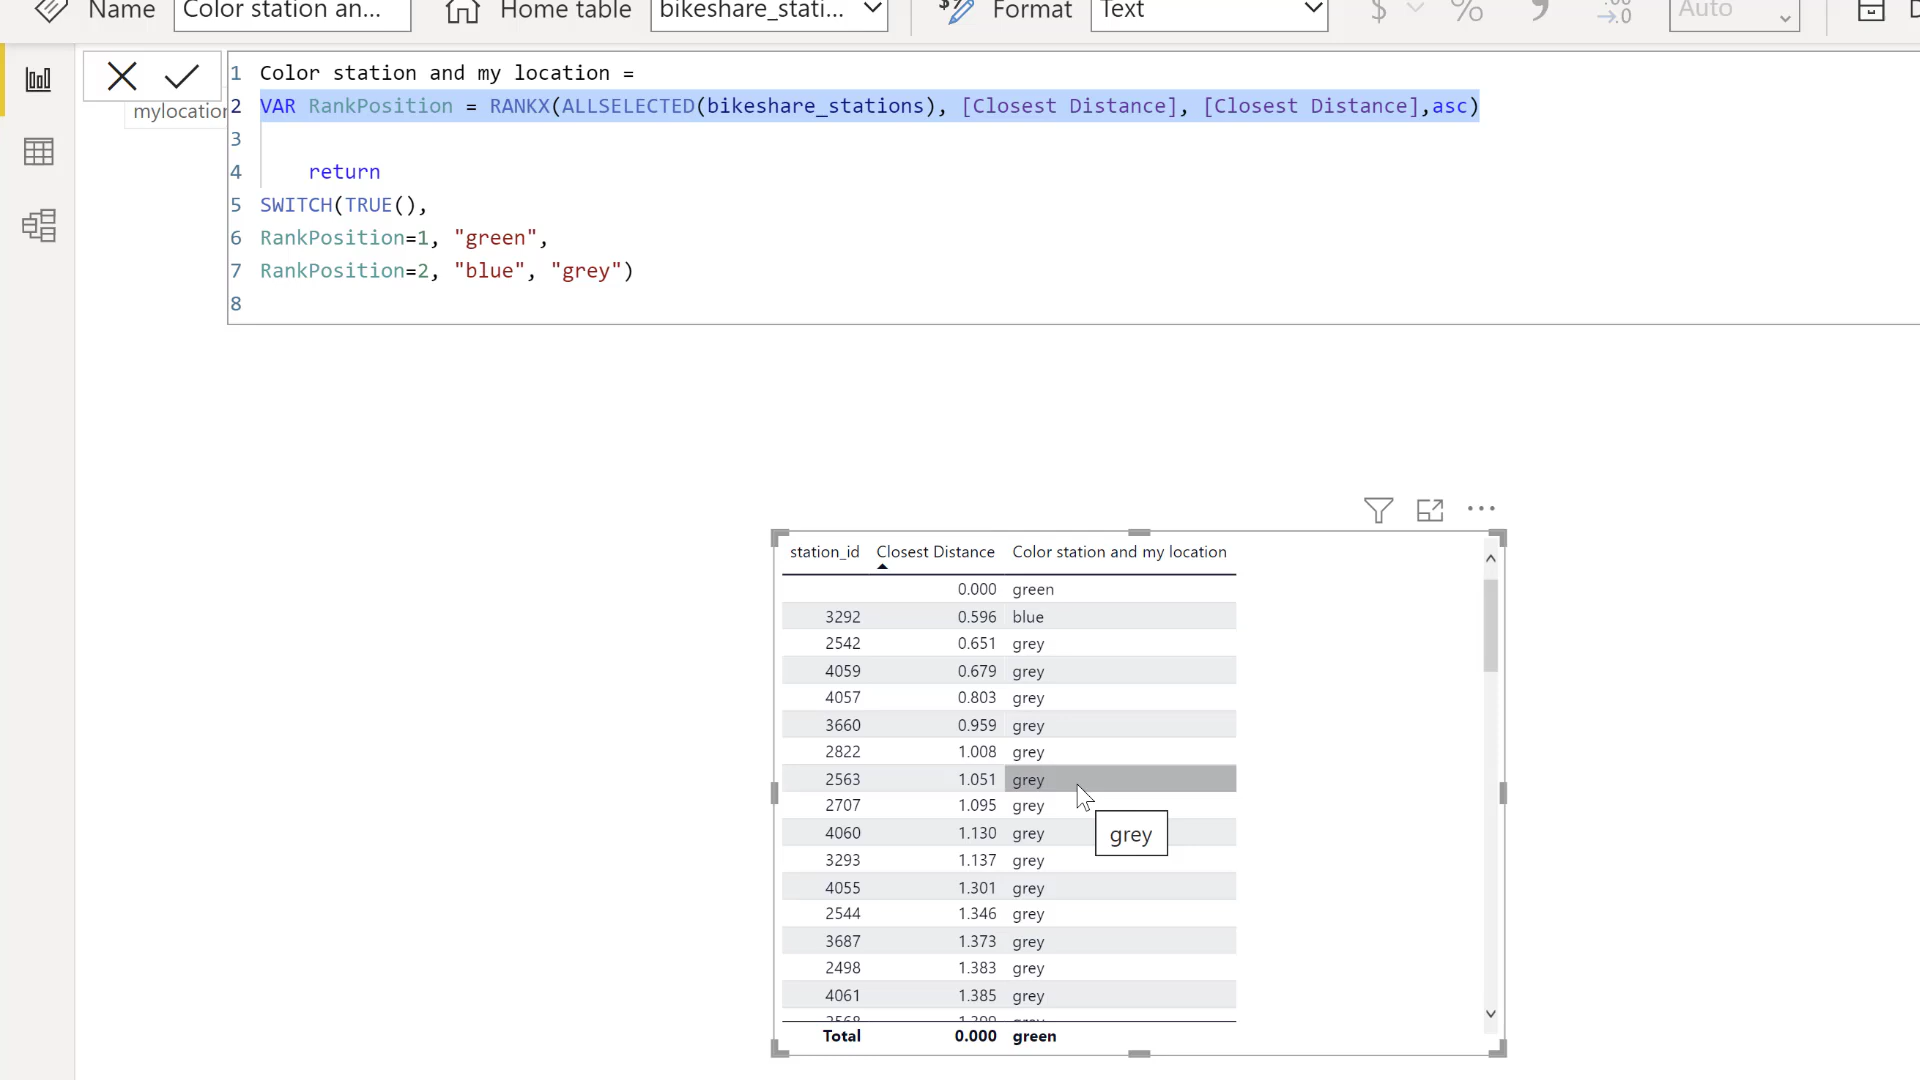 Name Color station an... Home table bikeshare_stati... Format Text $ % Auto
mylocation
1 Color station and my location =
2 VAR RankPosition = RANKX(ALLSELECTED(bikeshare_stations), [Closest Distance], [Closest Distance],asc)
3
4 return
5 SWITCH(TRUE(),
6 RankPosition=1, "green",
7 RankPosition=2, "blue", "grey")
8
station_id Closest Distance Color station and my location
0.000 green
3292 0.596 blue
2542 0.651 grey
4059 0.679 grey
4057 0.803 grey
3660 0.959 grey
2822 1.008 grey
2563 1.051 grey
2707 1.095 grey
grey
4060 1.130 grey
3293 1.137 grey
4055 1.301 grey
2544 1.346 grey
3687 1.373 grey
2498 1.383 grey
4061 1.385 grey
Total 0.000 green